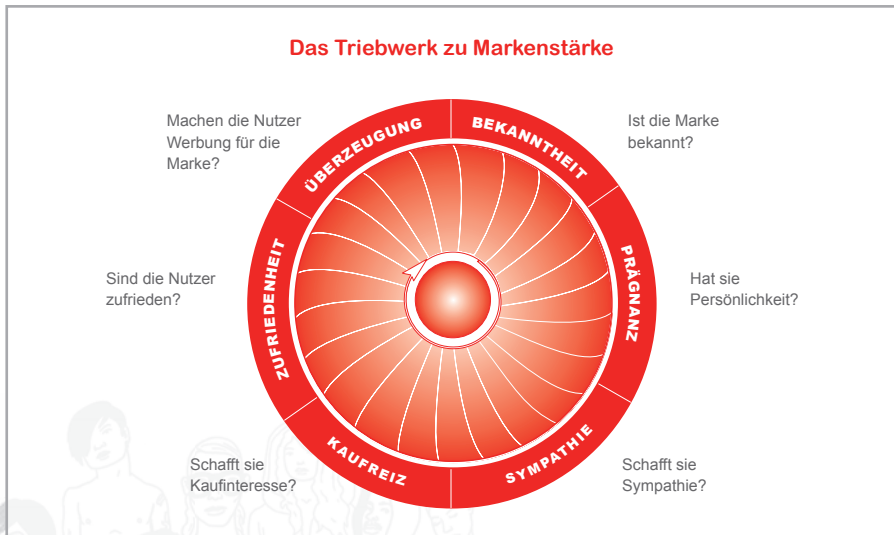 Das Triebwerk zu Markenstärke
Machen die Nutzer
Werbung für die
Marke?
ÜBERZEUGUNG
BEKANNTHEIT
Ist die Marke
bekannt?
Sind die Nutzer
zufrieden?
ZUFRIEDENHEIT
PRÄGNANZ
Hat sie
Persönlichkeit?
Schafft sie
Kaufinteresse?
KAUFREIZ
SYMPATHIE
Schafft sie
Sympathie?